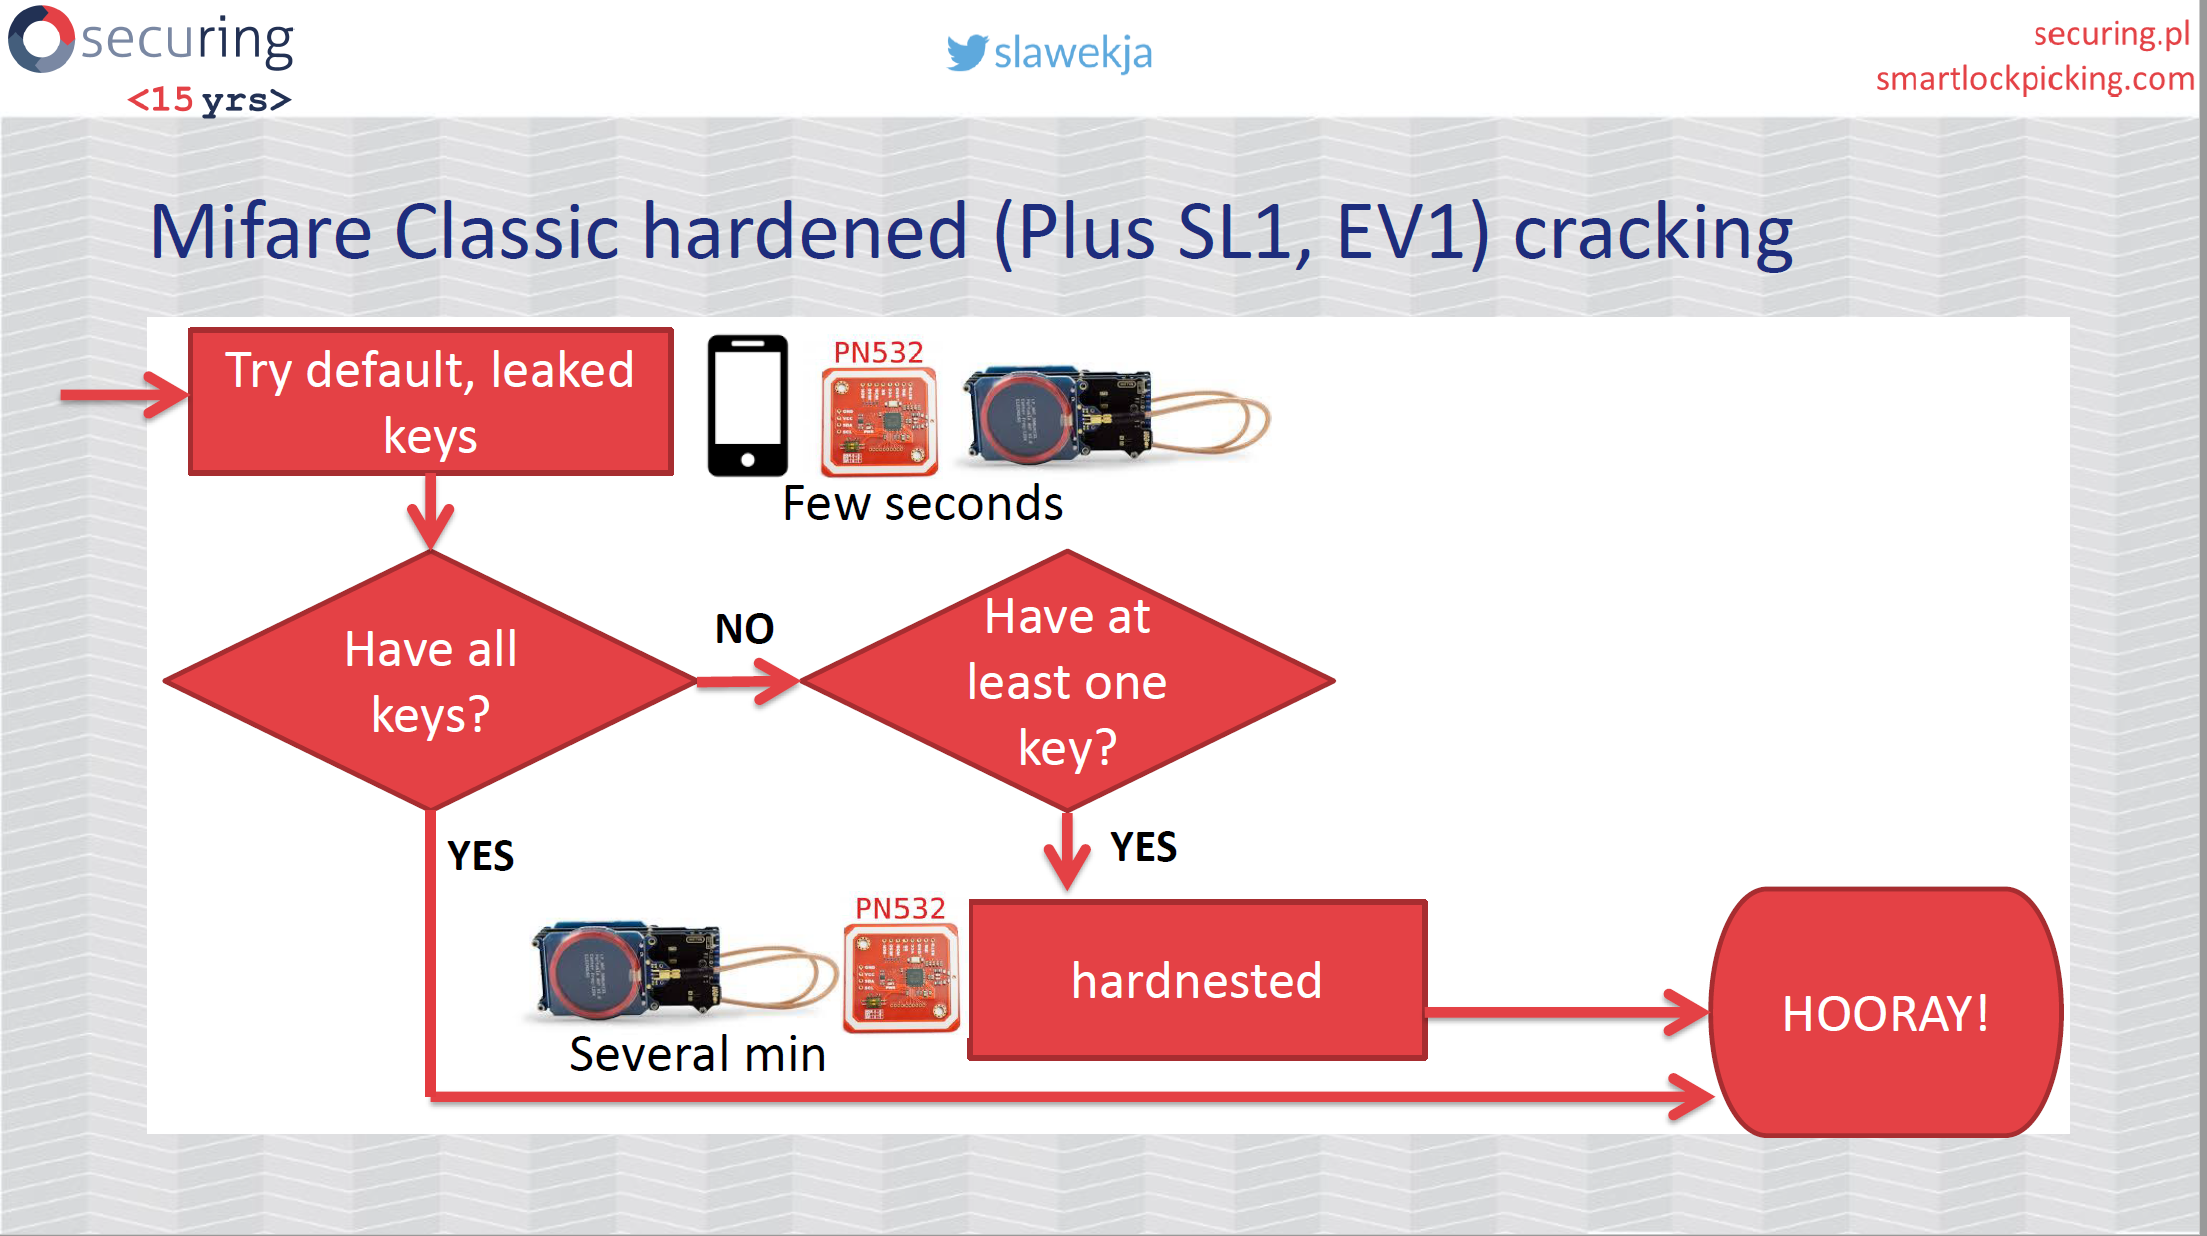 securing
<15 yrs>
slawekja
securing.pl
smartlockpicking.com
Mifare Classic hardened (Plus SL1, EV1) cracking
Try default, leaked
keys
PN532
Few seconds
Have all
keys?
NO
Have at
least one
key?
YES
YES
PN532
Several min
hardnested
HOORAY!